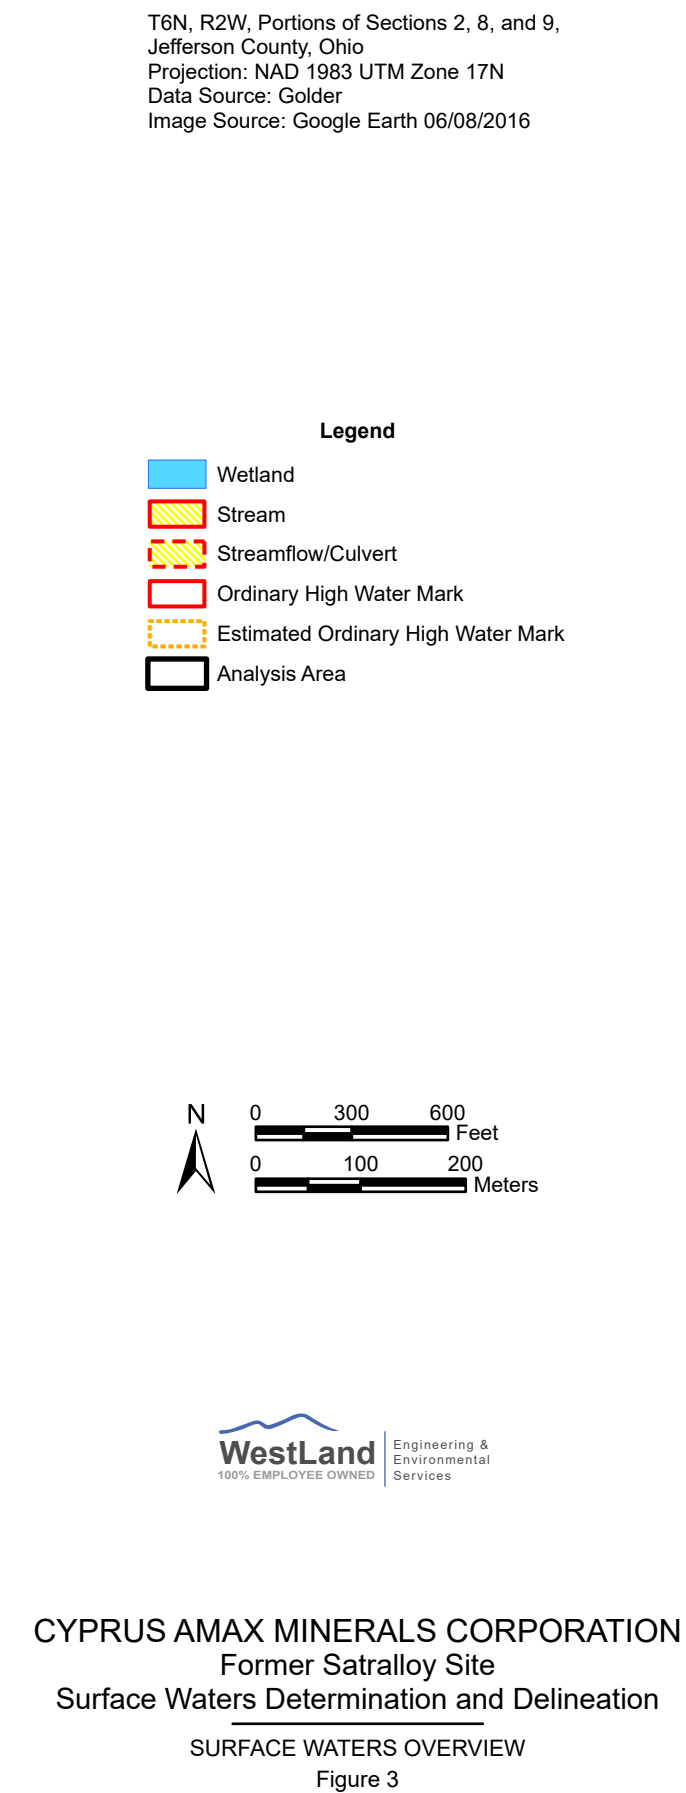 T6N, R2W, Portions of Sections 2, 8, and 9,
Jefferson County, Ohio
Projection: NAD 1983 UTM Zone 17N
Data Source: Golder
Image Source: Google Earth 06/08/2016
Legend
Wetland
Stream
Streamflow/Culvert
Ordinary High Water Mark
Estimated Ordinary High Water Mark
Analysis Area
N
0 300 600
Feet
0 100 200
Meters
WestLand
100% EMPLOYEE OWNED
Engineering &
Environmental
Services
CYPRUS AMAX MINERALS CORPORATION
Former Satralloy Site
Surface Waters Determination and Delineation
SURFACE WATERS OVERVIEW
Figure 3